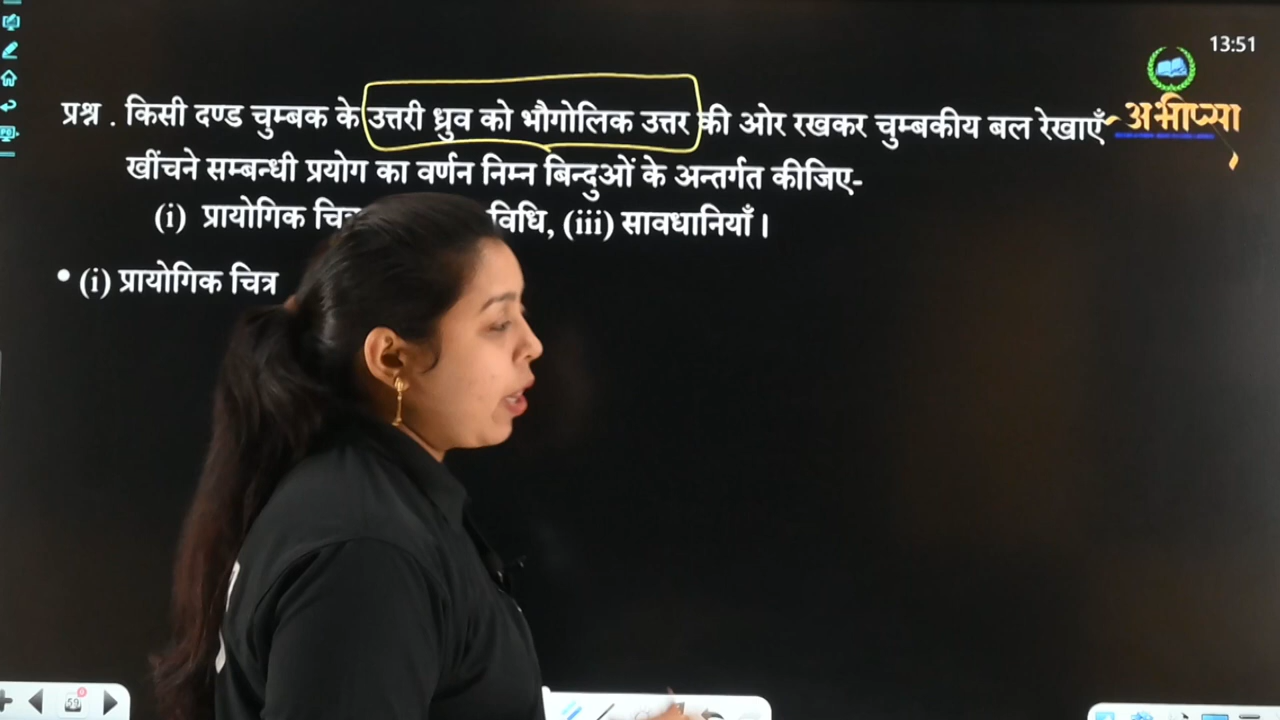 13:51
अभीप्सा
प्रश्न . किसी दण्ड चुम्बक के उत्तरी ध्रुव को भौगोलिक उत्तर की ओर रखकर चुम्बकीय बल रेखाएँ
खींचने सम्बन्धी प्रयोग का वर्णन निम्न बिन्दुओं के अन्तर्गत कीजिए-
(i) प्रायोगिक चित्र विधि, (iii) सावधानियाँ।
• (i) प्रायोगिक चित्र